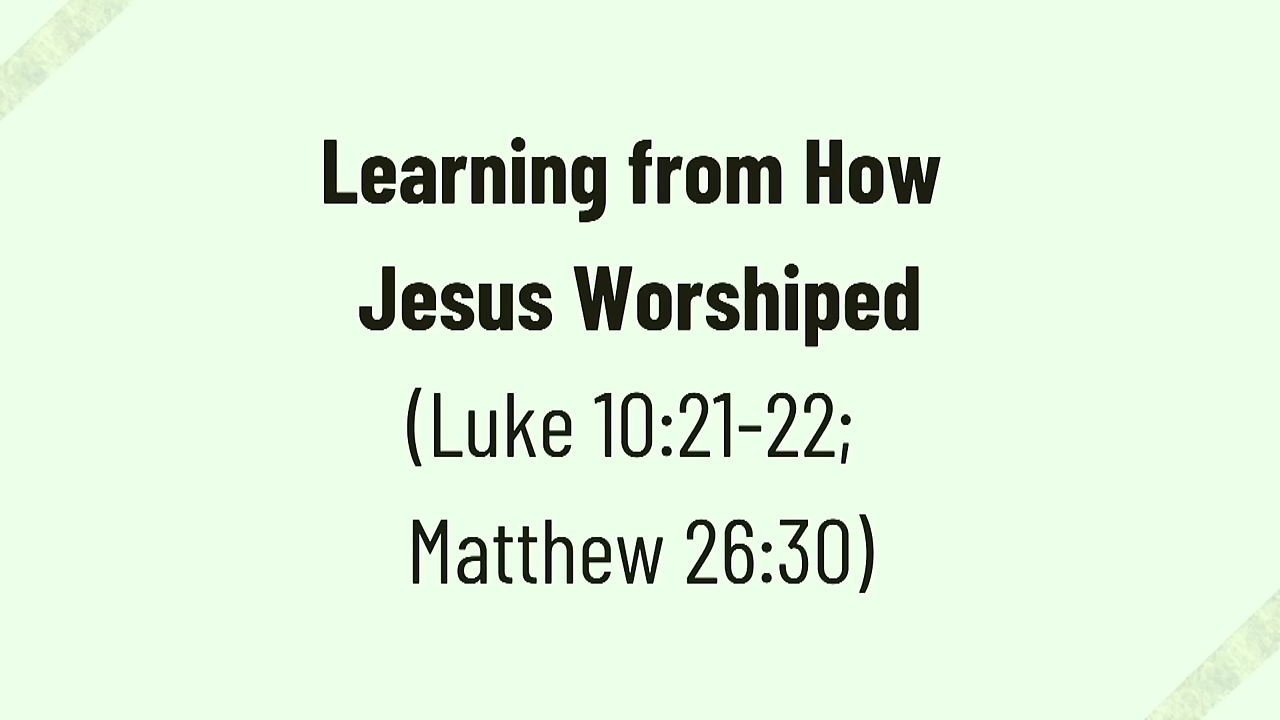 Learning from How
Jesus Worshiped
(Luke 10:21-22;
Matthew 26:30)